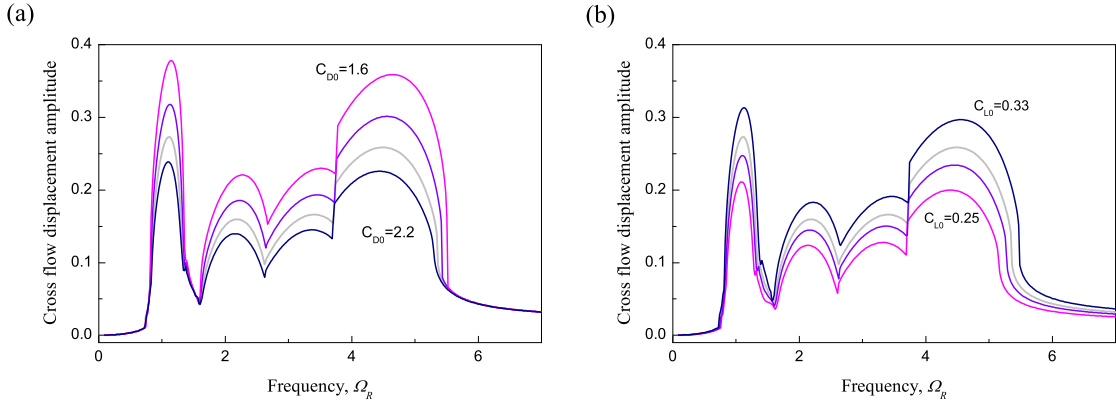 (a)
(b)
Cross flow displacement amplitude
0.4
0.3
0.2
0.1
0.0
C_D0=1.6
C_D0=2.2
0 2 4 6
Frequency, Ω_R
Cross flow displacement amplitude
0.4
0.3
0.2
0.1
0.0
C_L0=0.33
C_L0=0.25
0 2 4 6
Frequency, Ω_R